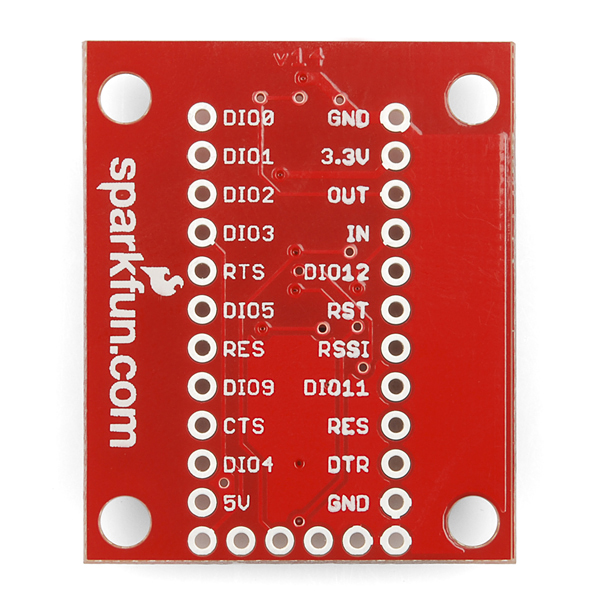 v14
DIO0 GND
DIO1 3.3V
DIO2 OUT
DIO3 IN
RTS DIO12
DIO5 RST
RES RSSI
DIO9 DIO11
CTS RES
DIO4 DTR
5V GND
sparkfun.com